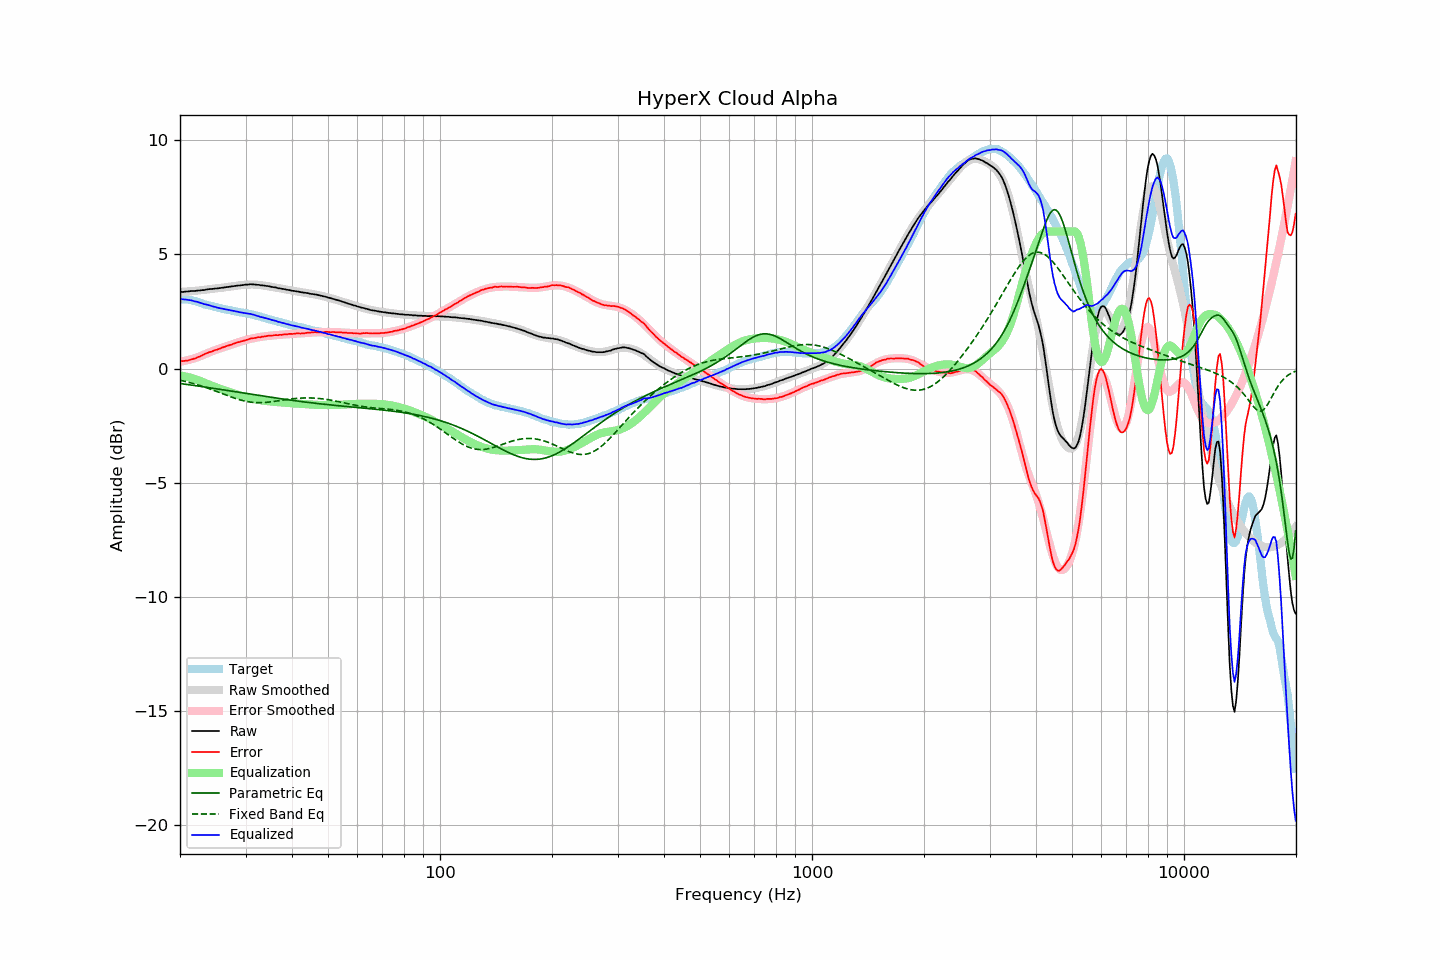 HyperX Cloud Alpha
Amplitude (dBr)
10
5
0
−5
−10
−15
−20
Target
Raw Smoothed
Error Smoothed
Raw
Error
Equalization
Parametric Eq
Fixed Band Eq
Equalized
100
1000
10000
Frequency (Hz)